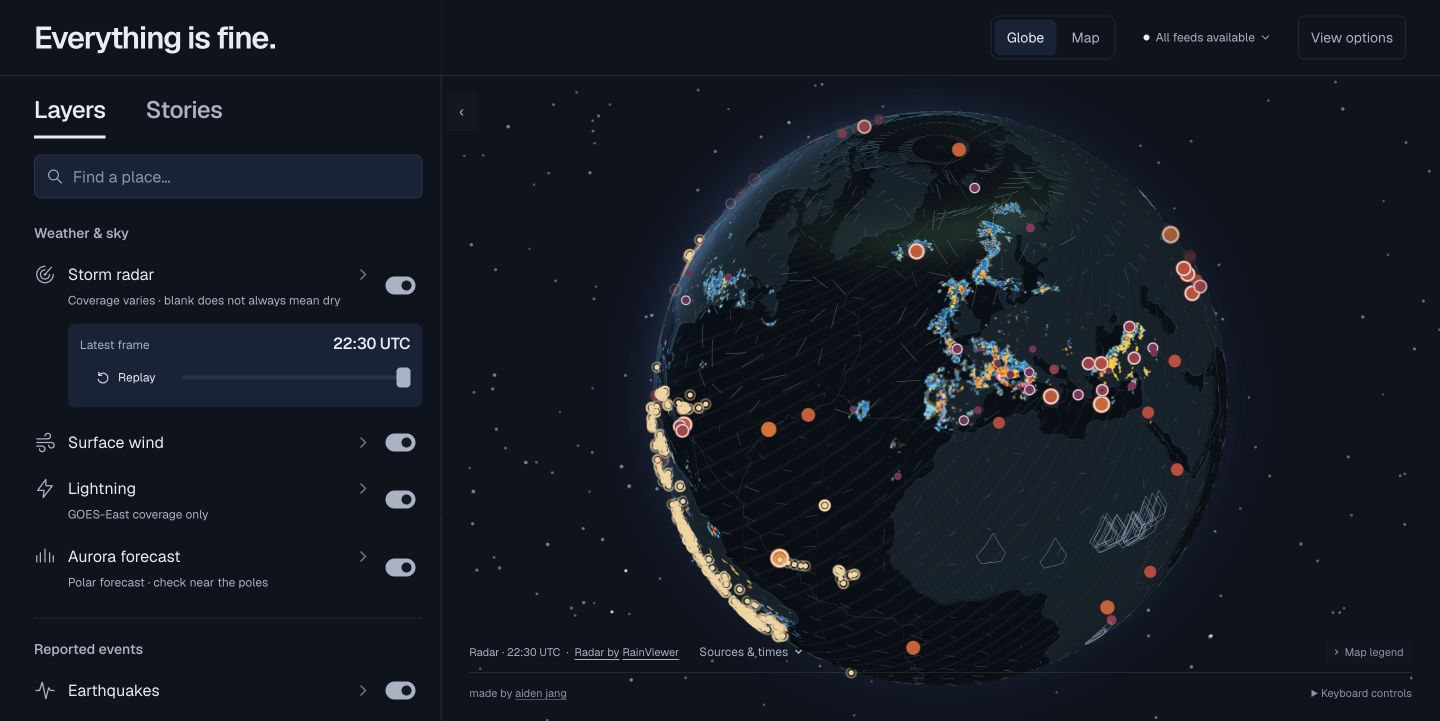 Everything is fine.
Globe
Map
All feeds available
View options
Layers
Stories
Find a place...
Weather & sky
Storm radar
Coverage varies · blank does not always mean dry
Latest frame
22:30 UTC
Replay
Surface wind
Lightning
GOES-East coverage only
Aurora forecast
Polar forecast · check near the poles
Reported events
Earthquakes
Radar · 22:30 UTC · Radar by RainViewer
Sources & times
Map legend
made by aiden jang
Keyboard controls